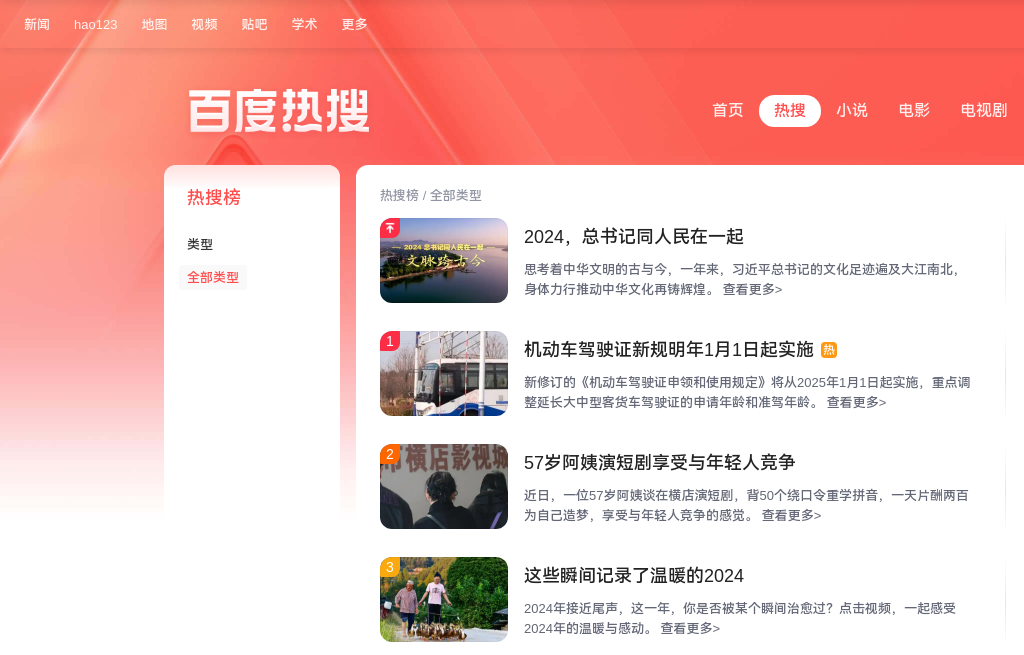 新闻 hao123 地图 视频 贴吧 学术 更多
百度热搜
首页 热搜 小说 电影 电视剧
热搜榜
类型
全部类型
热搜榜 / 全部类型
2024 总书记同人民在一起
文脉跨古今
2024，总书记同人民在一起
思考着中华文明的古与今，一年来，习近平总书记的文化足迹遍及大江南北，
身体力行推动中华文化再铸辉煌。 查看更多>
1
机动车驾驶证新规明年1月1日起实施 热
新修订的《机动车驾驶证申领和使用规定》将从2025年1月1日起实施，重点调
整延长大中型客货车驾驶证的申请年龄和准驾年龄。 查看更多>
2
市横店影视城
57岁阿姨演短剧享受与年轻人竞争
近日，一位57岁阿姨谈在横店演短剧，背50个绕口令重学拼音，一天片酬两百
为自己造梦，享受与年轻人竞争的感觉。 查看更多>
3
这些瞬间记录了温暖的2024
2024年接近尾声，这一年，你是否被某个瞬间治愈过？点击视频，一起感受
2024年的温暖与感动。 查看更多>